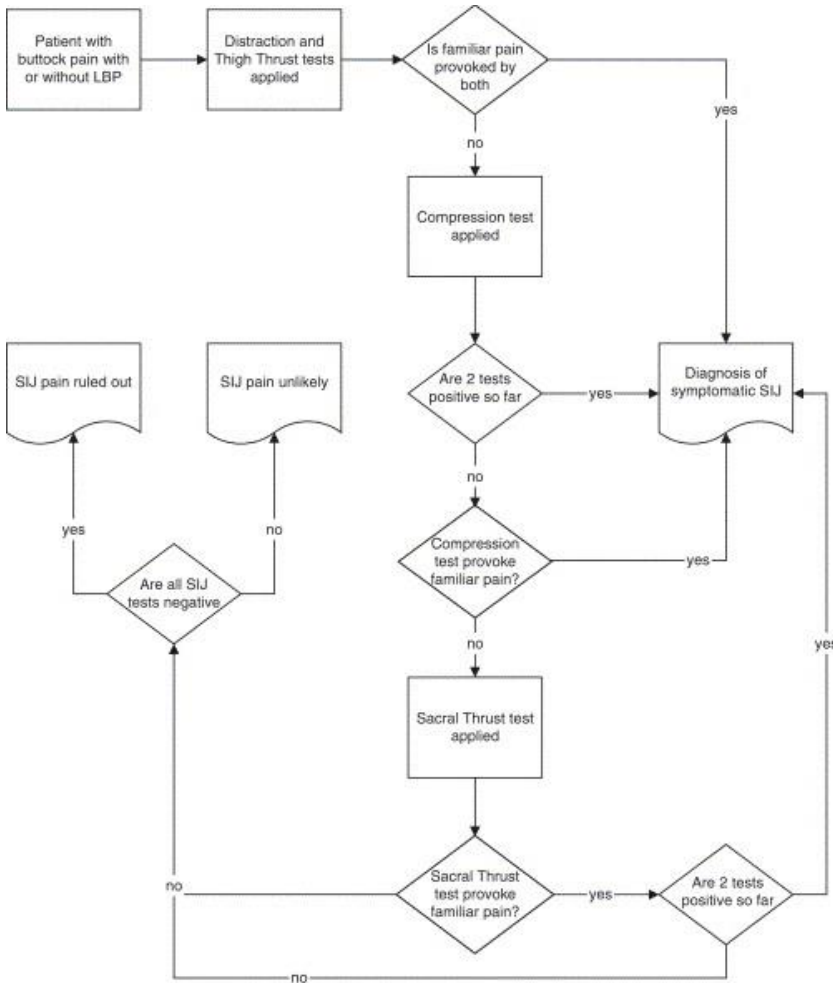 Patient with
buttock pain with
or without LBP
Distraction and
Thigh Thrust tests
applied
Is familiar pain
provoked by
both
yes
no
Compression test
applied
SIJ pain ruled out
SIJ pain unlikely
Are 2 tests
positive so far
yes
Diagnosis of
symptomatic SIJ
no
yes
no
Compression
test provoke
familiar pain?
yes
Are all SIJ
tests negative
no
yes
Sacral Thrust test
applied
no
Sacral Thrust
test provoke
familiar pain?
yes
Are 2 tests
positive so far
no